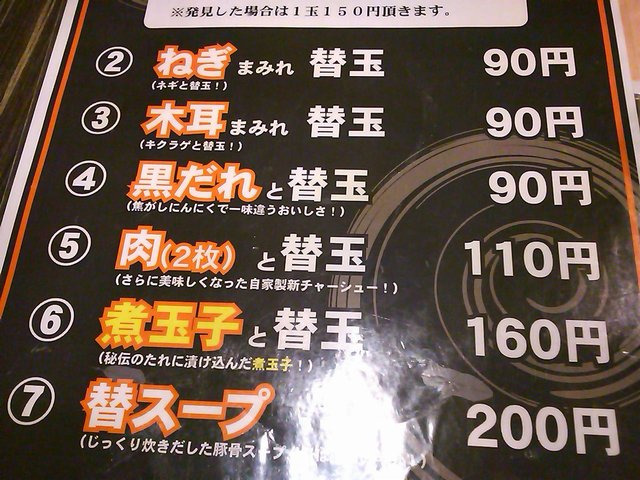 ※発見した場合は1玉150円頂きます。
② ねぎまみれ 替玉 90円
(ネギと替玉!)
③ 木耳まみれ 替玉 90円
(キクラゲと替玉!)
④ 黒だれと替玉 90円
(焦がしにんにくで一味違うおいしさ!)
⑤ 肉(2枚)と替玉 110円
(さらに美味しくなった自家製新チャーシュー!)
⑥ 煮玉子と替玉 160円
(秘伝のたれに漬け込んだ煮玉子!)
⑦ 替スープ 200円
(じっくり炊きだした豚骨スープ